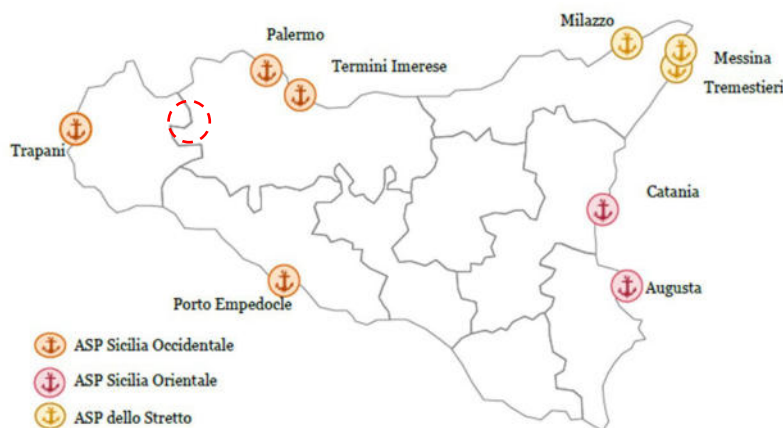 Milazzo
Palermo
Messina
Termini Imerese
Tremestieri
Trapani
Catania
Porto Empedocle
Augusta
ASP Sicilia Occidentale
ASP Sicilia Orientale
ASP dello Stretto